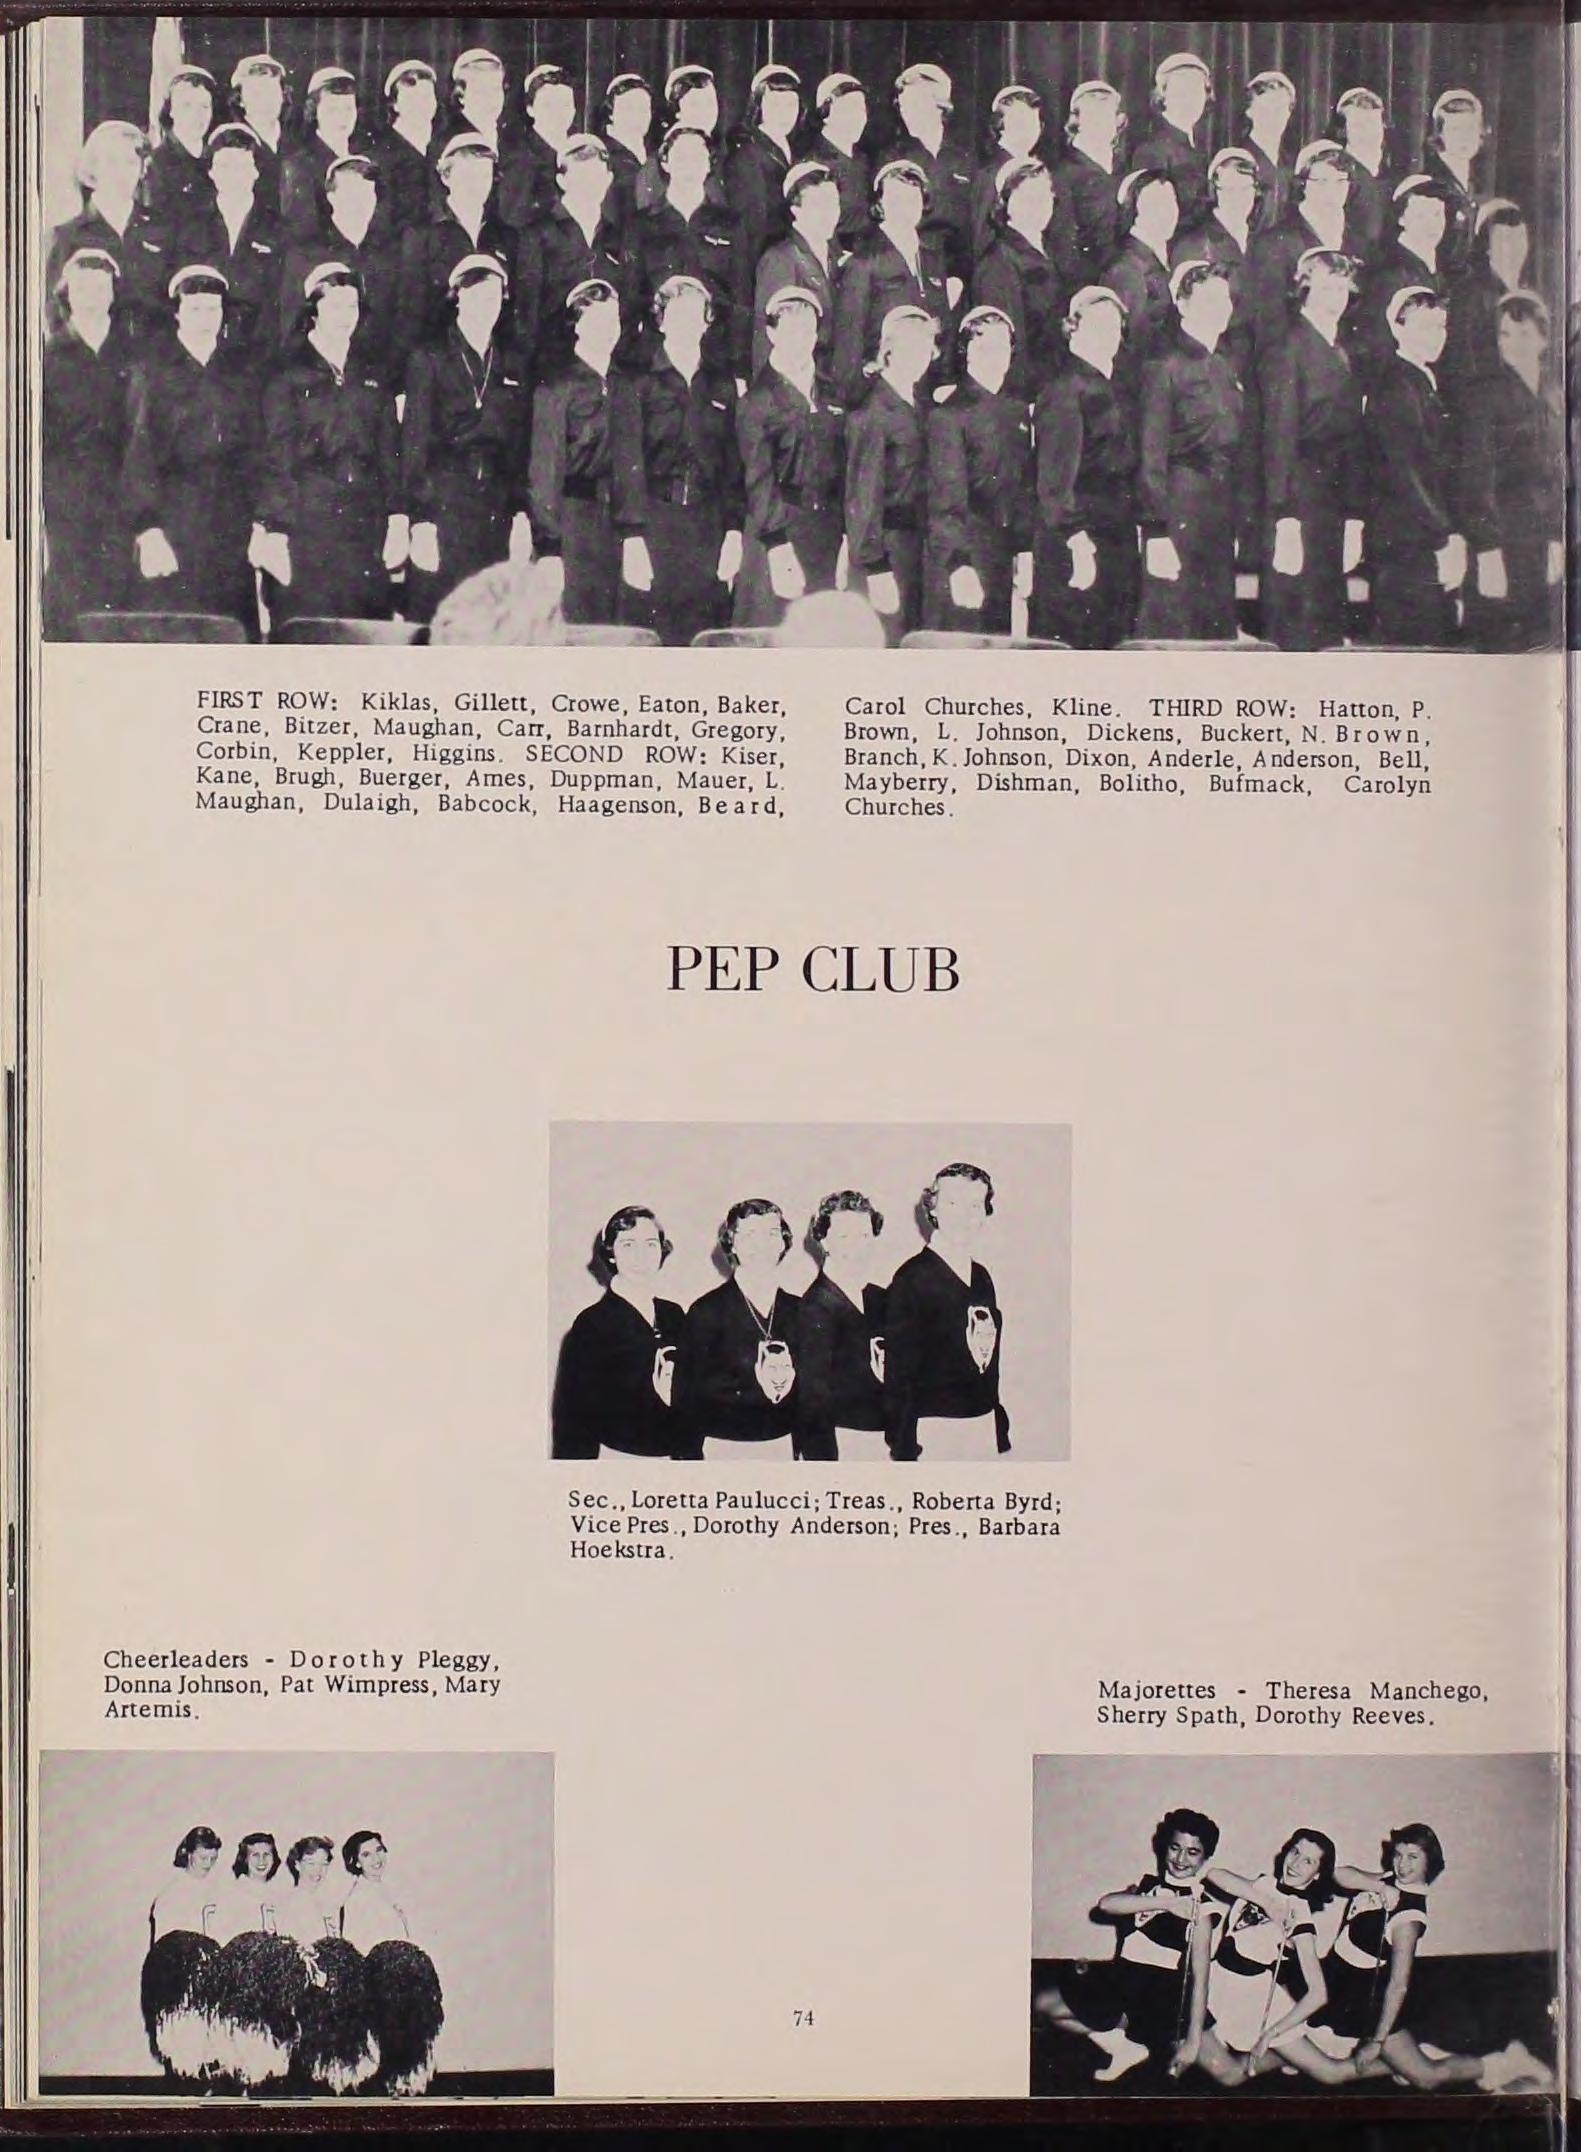 FIRST ROW: Kiklas, Gillett, Crowe, Eaton, Baker,
Crane, Bitzer, Maughan, Carr, Barnhardt, Gregory,
Corbin, Keppler, Higgins. SECOND ROW: Kiser,
Kane, Brugh, Buerger, Ames, Duppman, Mauer, L.
Maughan, Dulaigh, Babcock, Haagenson, Beard,
Carol Churches, Kline. THIRD ROW: Hatton, P.
Brown, L. Johnson, Dickens, Buckert, N. Brown,
Branch, K. Johnson, Dixon, Anderle, Anderson, Bell,
Mayberry, Dishman, Bolitho, Bufmack, Carolyn
Churches.
PEP CLUB
Sec., Loretta Paulucci; Treas., Roberta Byrd;
Vice Pres., Dorothy Anderson; Pres., Barbara
Hoekstra.
Cheerleaders - Dorothy Pleggy,
Donna Johnson, Pat Wimpress, Mary
Artemis.
Majorettes - Theresa Manchego,
Sherry Spath, Dorothy Reeves.
74